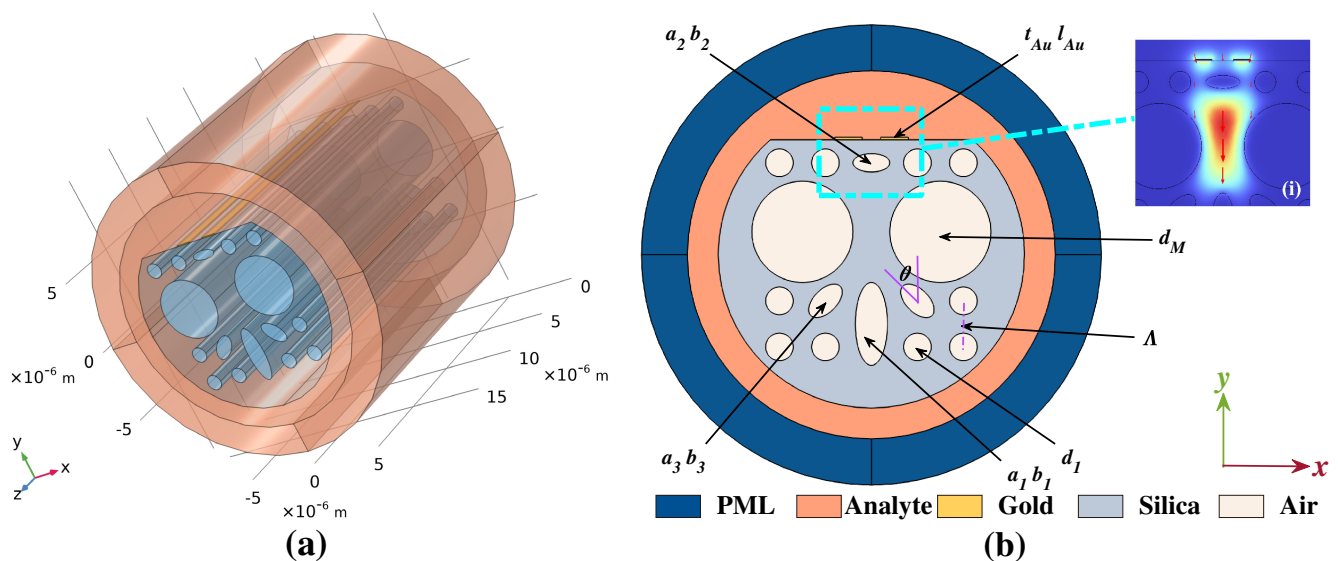 5
0
-5
×10⁻⁶ m
y
x
z
-5
0
5
×10⁻⁶ m
0
5
10
15
×10⁻⁶ m
(a)
a₂ b₂
t_Au l_Au
(i)
d_M
θ
Λ
a₃ b₃
a₁ b₁
d₁
y
x
PML Analyte Gold Silica Air
(b)